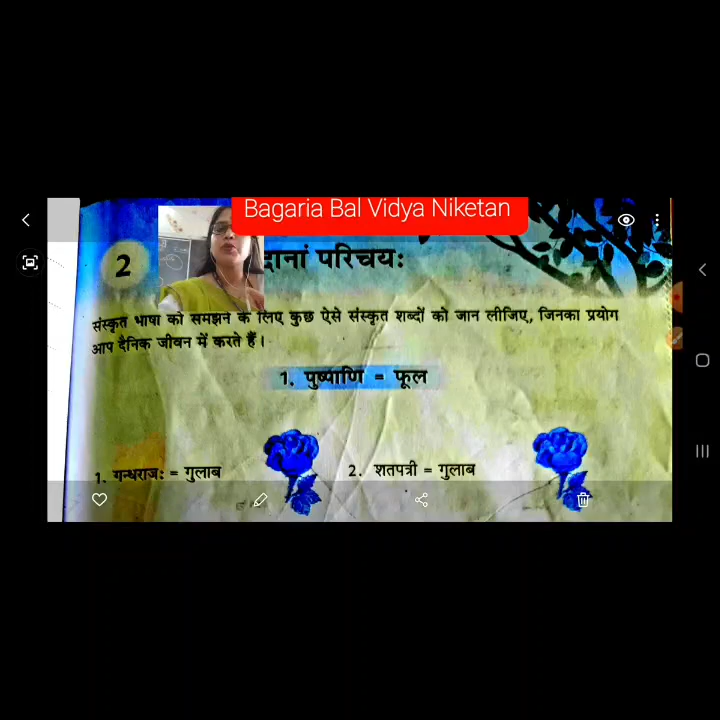 Bagaria Bal Vidya Niketan
2
परिचयः
संस्कृत भाषा को समझने के लिए कुछ ऐसे संस्कृत शब्दों को जान लीजिए, जिनका प्रयोग
आप दैनिक जीवन में करते हैं।
1. पुष्पाणि = फूल
1. गन्धराजः = गुलाब
2. शतपत्री = गुलाब